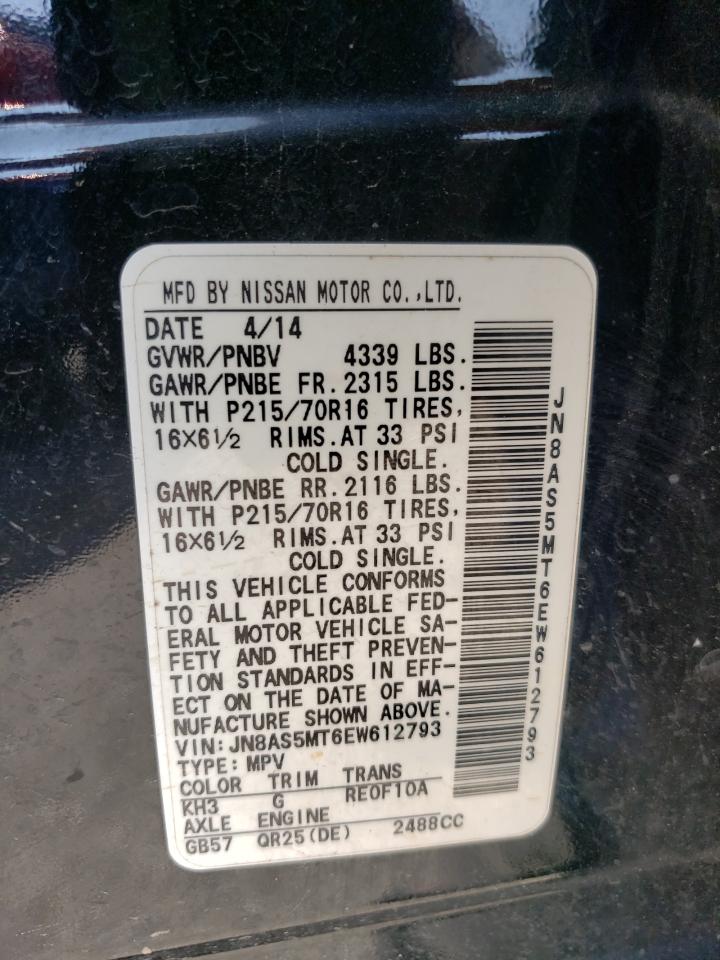 MFD BY NISSAN MOTOR CO.,LTD.
DATE 4/14
GVWR/PNBV 4339 LBS.
GAWR/PNBE FR.2315 LBS.
WITH P215/70R16 TIRES,
16X6½ RIMS.AT 33 PSI
COLD SINGLE.
GAWR/PNBE RR.2116 LBS.
WITH P215/70R16 TIRES,
16X6½ RIMS.AT 33 PSI
COLD SINGLE.
THIS VEHICLE CONFORMS
TO ALL APPLICABLE FED-
ERAL MOTOR VEHICLE SA-
FETY AND THEFT PREVEN-
TION STANDARDS IN EFF-
ECT ON THE DATE OF MA-
NUFACTURE SHOWN ABOVE.
VIN:JN8AS5MT6EW612793
TYPE:MPV
COLOR TRIM TRANS
KH3 G RE0F10A
AXLE ENGINE
GB57 QR25(DE) 2488CC
JN8AS5MT6EW612793